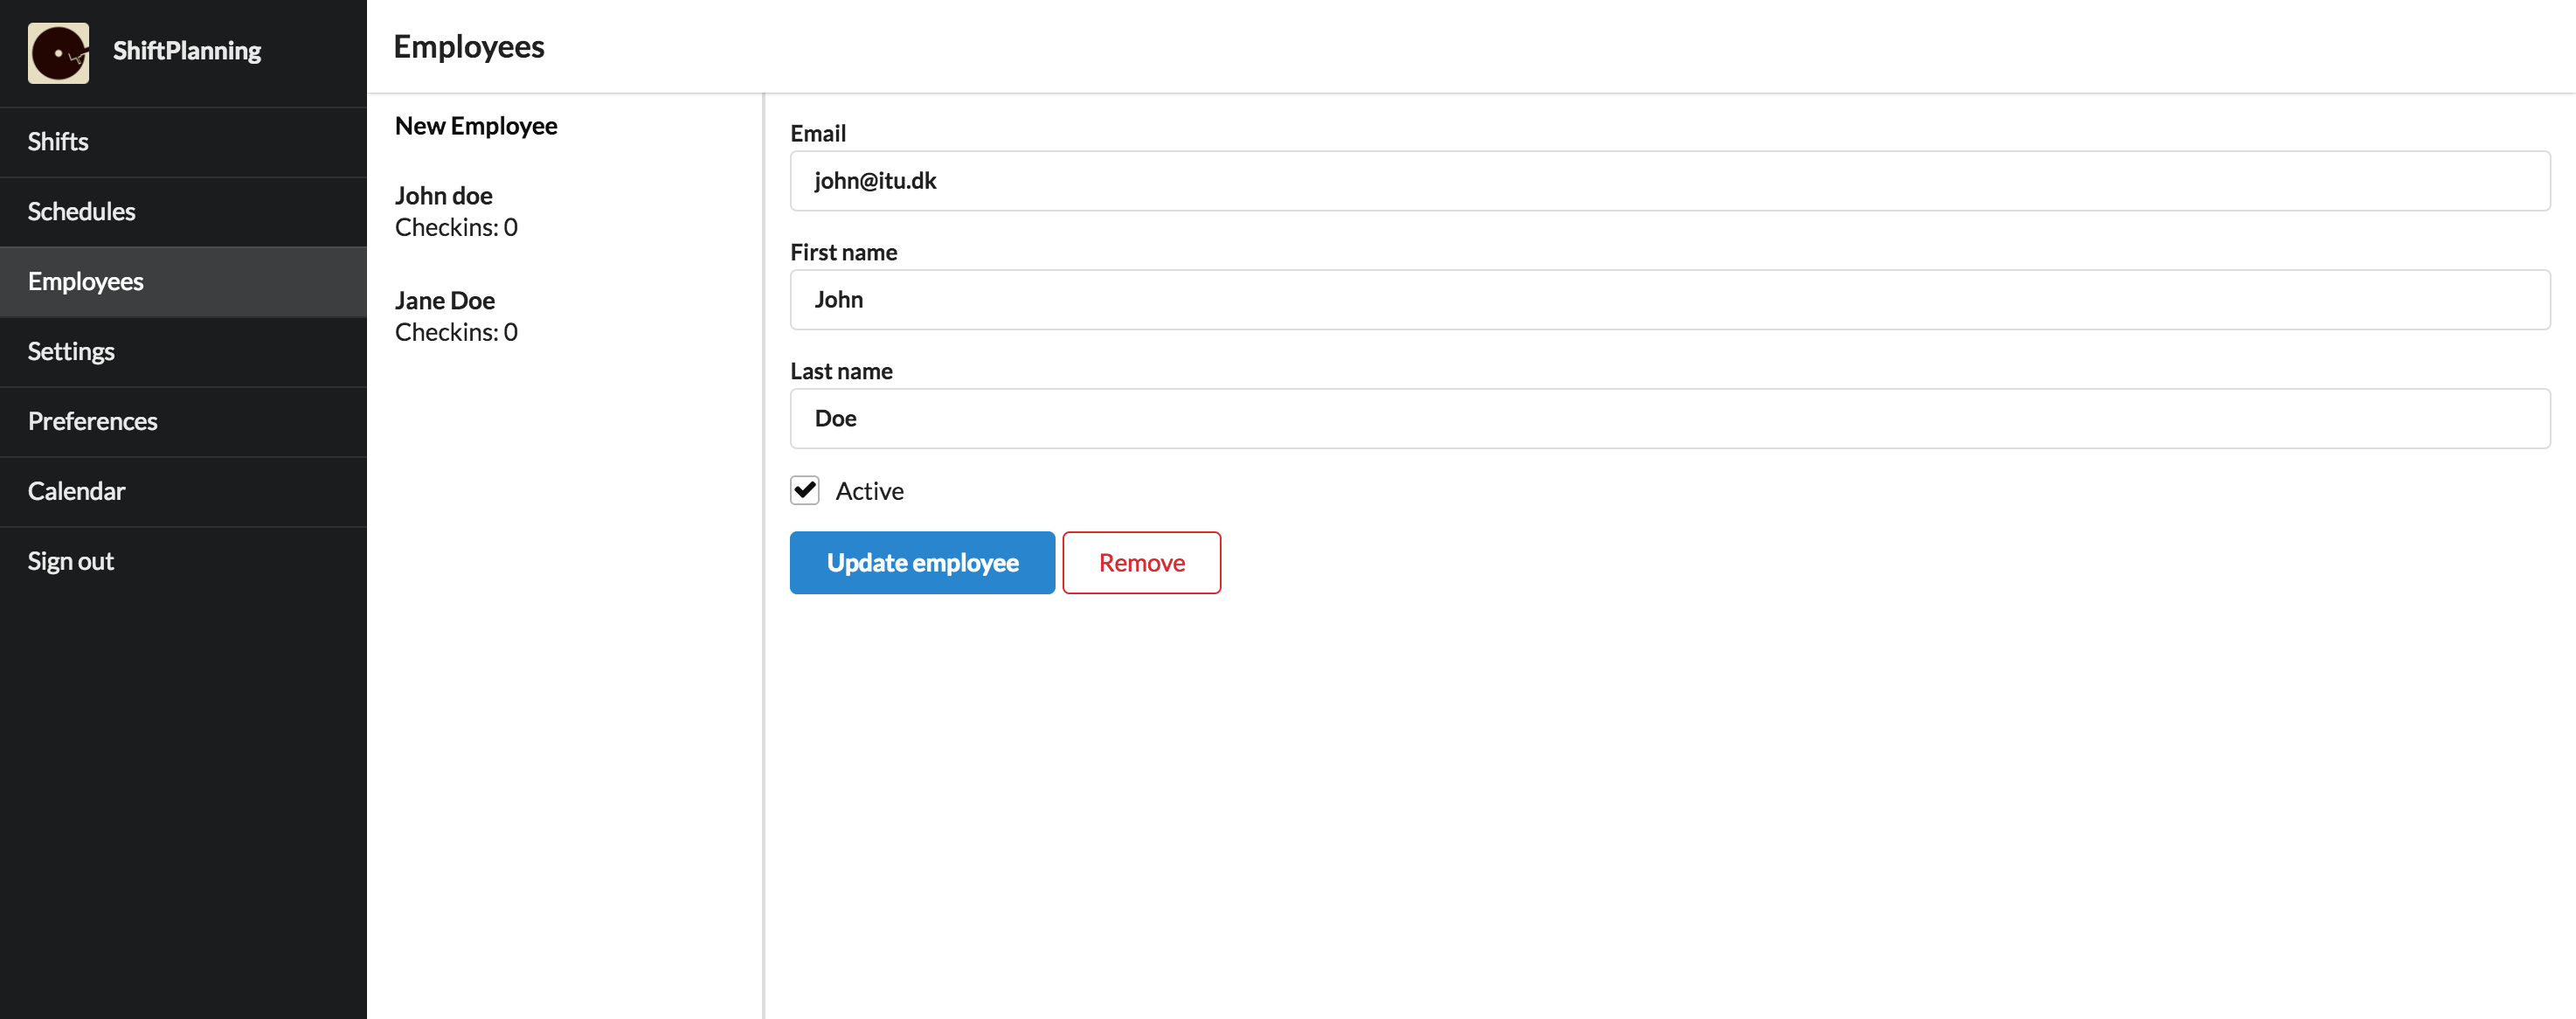 ShiftPlanning
Shifts
Schedules
Employees
Settings
Preferences
Calendar
Sign out
Employees
New Employee
John doe
Checkins: 0
Jane Doe
Checkins: 0
Email
john@itu.dk
First name
John
Last name
Doe
Active
Update employee
Remove